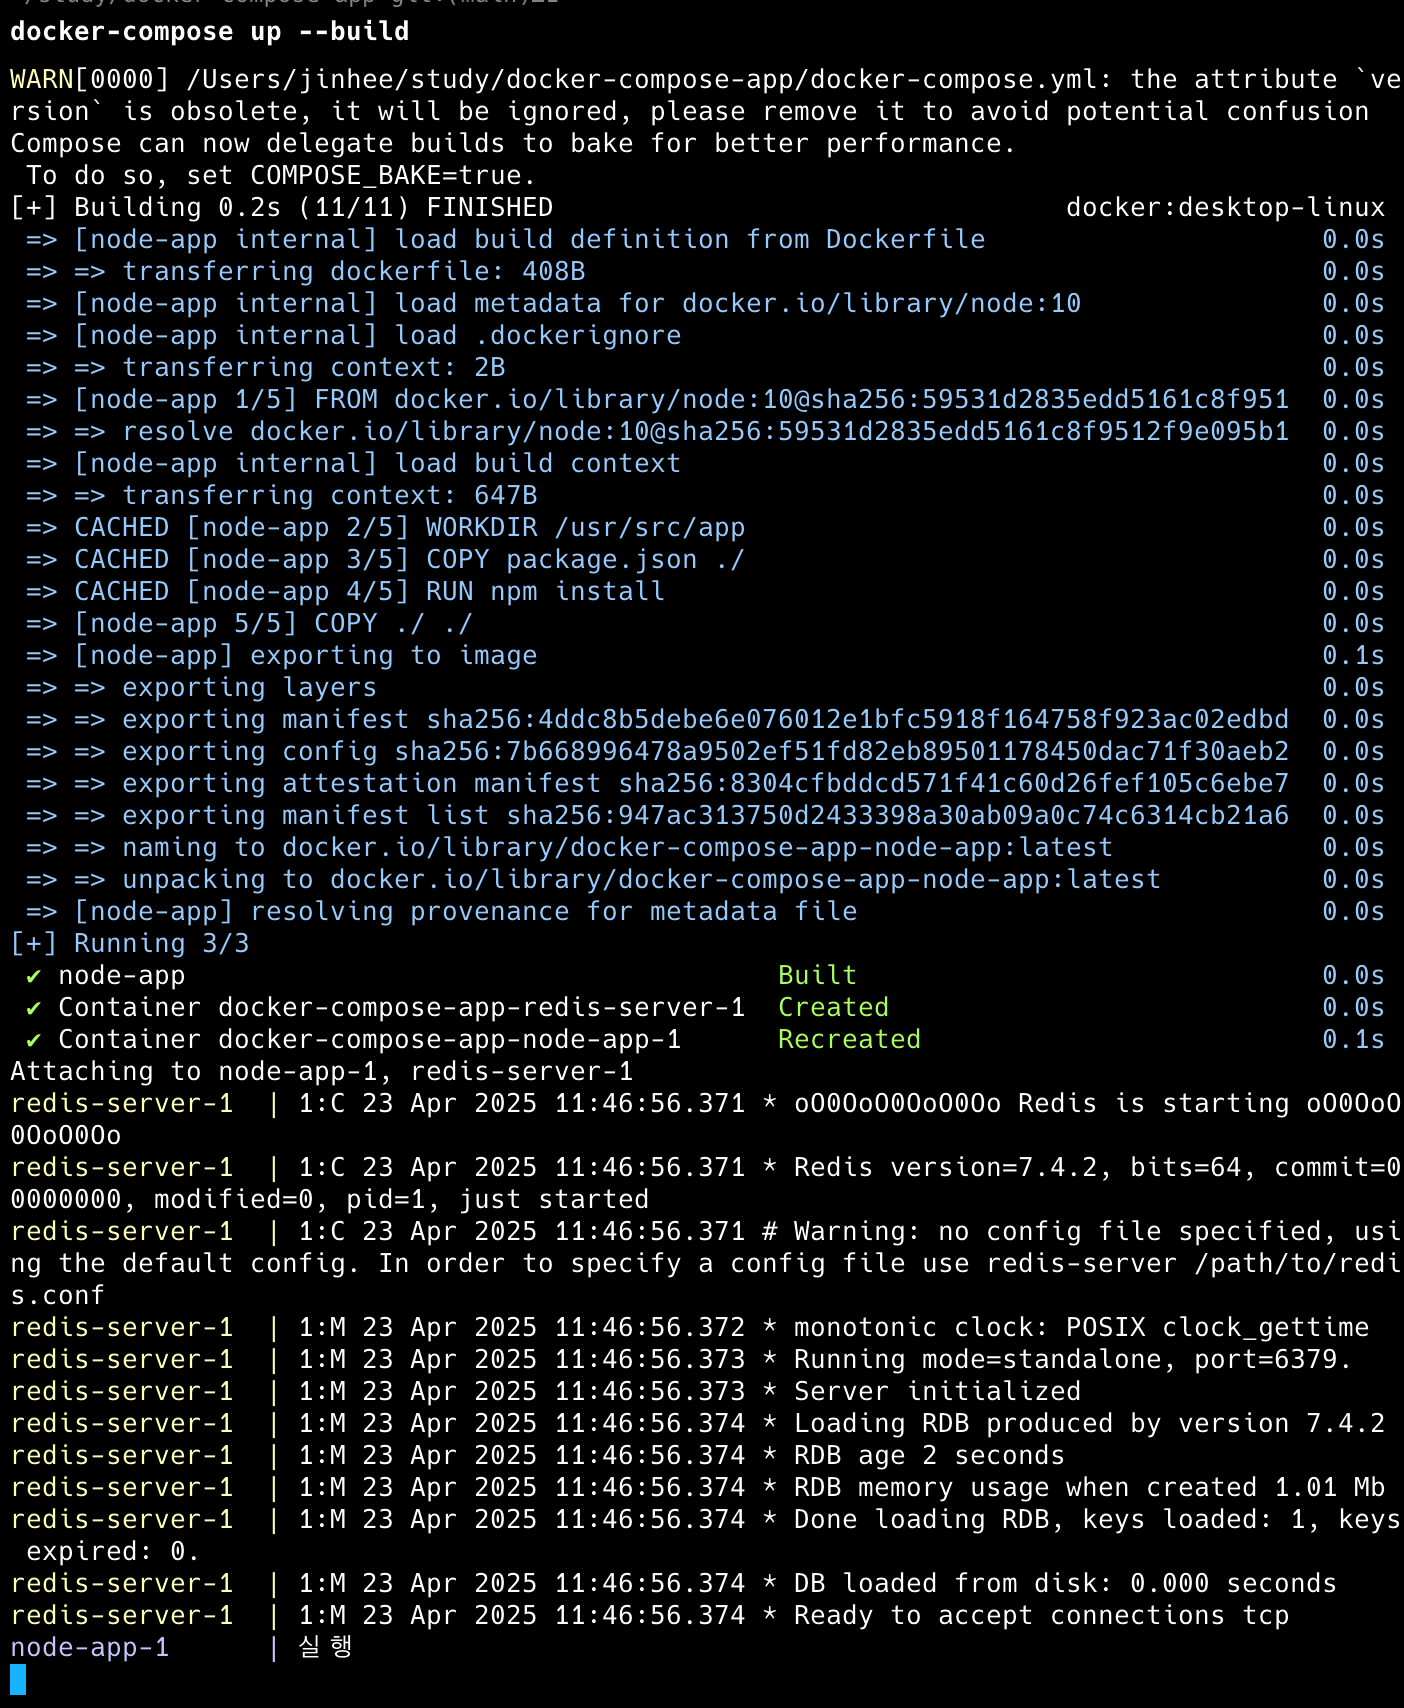 docker-compose up --build
WARN[0000] /Users/jinhee/study/docker-compose-app/docker-compose.yml: the attribute `ve
rsion` is obsolete, it will be ignored, please remove it to avoid potential confusion
Compose can now delegate builds to bake for better performance.
 To do so, set COMPOSE_BAKE=true.
[+] Building 0.2s (11/11) FINISHED docker:desktop-linux
 => [node-app internal] load build definition from Dockerfile 0.0s
 => => transferring dockerfile: 408B 0.0s
 => [node-app internal] load metadata for docker.io/library/node:10 0.0s
 => [node-app internal] load .dockerignore 0.0s
 => => transferring context: 2B 0.0s
 => [node-app 1/5] FROM docker.io/library/node:10@sha256:59531d2835edd5161c8f951 0.0s
 => => resolve docker.io/library/node:10@sha256:59531d2835edd5161c8f9512f9e095b1 0.0s
 => [node-app internal] load build context 0.0s
 => => transferring context: 647B 0.0s
 => CACHED [node-app 2/5] WORKDIR /usr/src/app 0.0s
 => CACHED [node-app 3/5] COPY package.json ./ 0.0s
 => CACHED [node-app 4/5] RUN npm install 0.0s
 => [node-app 5/5] COPY ./ ./ 0.0s
 => [node-app] exporting to image 0.1s
 => => exporting layers 0.0s
 => => exporting manifest sha256:4ddc8b5debe6e076012e1bfc5918f164758f923ac02edbd 0.0s
 => => exporting config sha256:7b668996478a9502ef51fd82eb89501178450dac71f30aeb2 0.0s
 => => exporting attestation manifest sha256:8304cfbddcd571f41c60d26fef105c6ebe7 0.0s
 => => exporting manifest list sha256:947ac313750d2433398a30ab09a0c74c6314cb21a6 0.0s
 => => naming to docker.io/library/docker-compose-app-node-app:latest 0.0s
 => => unpacking to docker.io/library/docker-compose-app-node-app:latest 0.0s
 => [node-app] resolving provenance for metadata file 0.0s
[+] Running 3/3
 ✔ node-app Built 0.0s
 ✔ Container docker-compose-app-redis-server-1 Created 0.0s
 ✔ Container docker-compose-app-node-app-1 Recreated 0.1s
Attaching to node-app-1, redis-server-1
redis-server-1 | 1:C 23 Apr 2025 11:46:56.371 * oO0OoO0OoO0Oo Redis is starting oO0OoO
0OoO0Oo
redis-server-1 | 1:C 23 Apr 2025 11:46:56.371 * Redis version=7.4.2, bits=64, commit=0
0000000, modified=0, pid=1, just started
redis-server-1 | 1:C 23 Apr 2025 11:46:56.371 # Warning: no config file specified, usi
ng the default config. In order to specify a config file use redis-server /path/to/redi
s.conf
redis-server-1 | 1:M 23 Apr 2025 11:46:56.372 * monotonic clock: POSIX clock_gettime
redis-server-1 | 1:M 23 Apr 2025 11:46:56.373 * Running mode=standalone, port=6379.
redis-server-1 | 1:M 23 Apr 2025 11:46:56.373 * Server initialized
redis-server-1 | 1:M 23 Apr 2025 11:46:56.374 * Loading RDB produced by version 7.4.2
redis-server-1 | 1:M 23 Apr 2025 11:46:56.374 * RDB age 2 seconds
redis-server-1 | 1:M 23 Apr 2025 11:46:56.374 * RDB memory usage when created 1.01 Mb
redis-server-1 | 1:M 23 Apr 2025 11:46:56.374 * Done loading RDB, keys loaded: 1, keys
 expired: 0.
redis-server-1 | 1:M 23 Apr 2025 11:46:56.374 * DB loaded from disk: 0.000 seconds
redis-server-1 | 1:M 23 Apr 2025 11:46:56.374 * Ready to accept connections tcp
node-app-1 | 실행